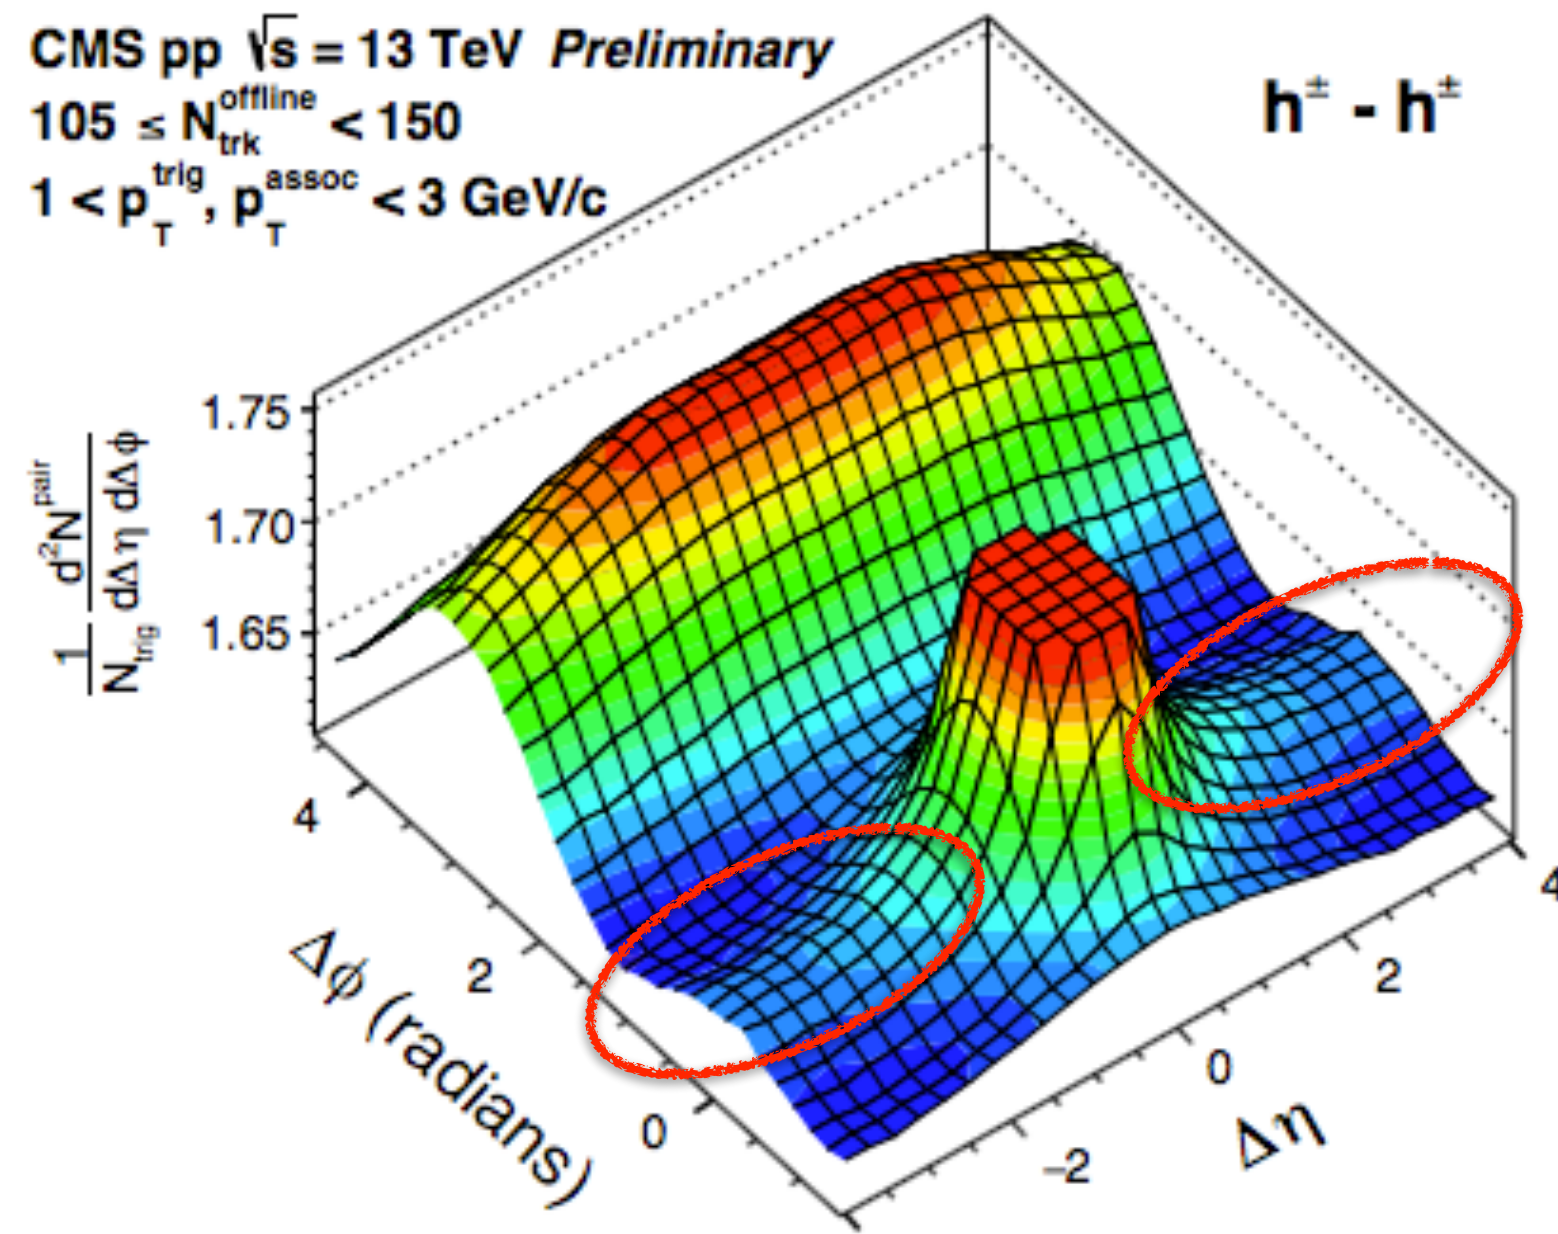 CMS pp √s = 13 TeV Preliminary
105 ≤ N_trk^offline < 150
1 < p_T^trig, p_T^assoc < 3 GeV/c
h± - h±
1/N_trig d²N^pair/dΔη dΔϕ
1.75
1.70
1.65
4
2
0
Δϕ (radians)
-2
0
2
4
Δη